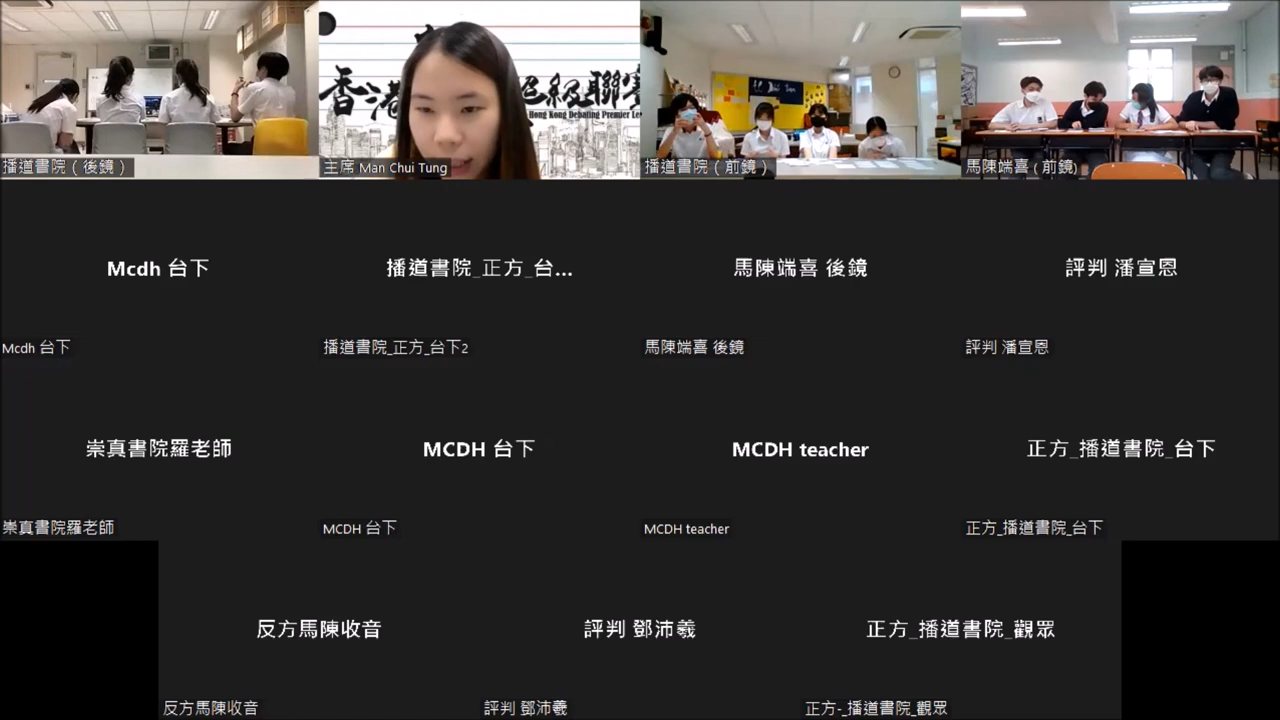 香港
超級聯賽
Hong Kong Debating Premier Le
播道書院（後鏡）
主席 Man Chui Tung
播道書院（前鏡）
馬陳端喜（前鏡)
Mcdh 台下
播道書院_正方_台...
馬陳端喜 後鏡
評判 潘宣恩
Mcdh 台下
播道書院_正方_台下2
馬陳端喜 後鏡
評判 潘宣恩
崇真書院羅老師
MCDH 台下
MCDH teacher
正方_播道書院_台下
崇真書院羅老師
MCDH 台下
MCDH teacher
正方_播道書院_台下
反方馬陳收音
評判 鄧沛羲
正方_播道書院_觀眾
反方馬陳收音
評判 鄧沛羲
正方-_播道書院_觀眾